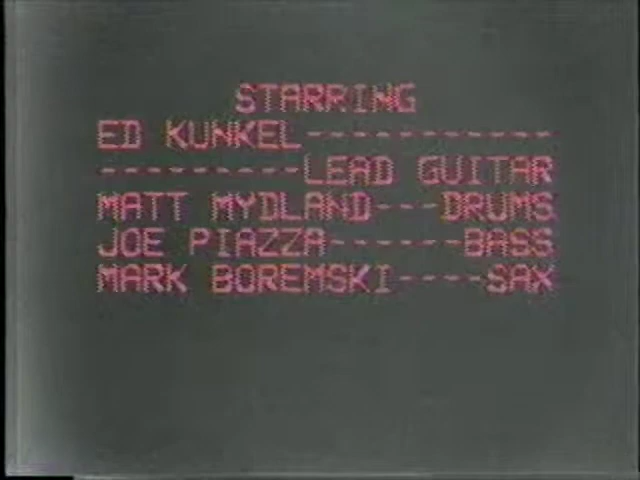 STARRING
ED KUNKEL-----------
---------LEAD GUITAR
MATT MYDLAND---DRUMS
JOE PIAZZA------BASS
MARK BOREMSKI----SAX